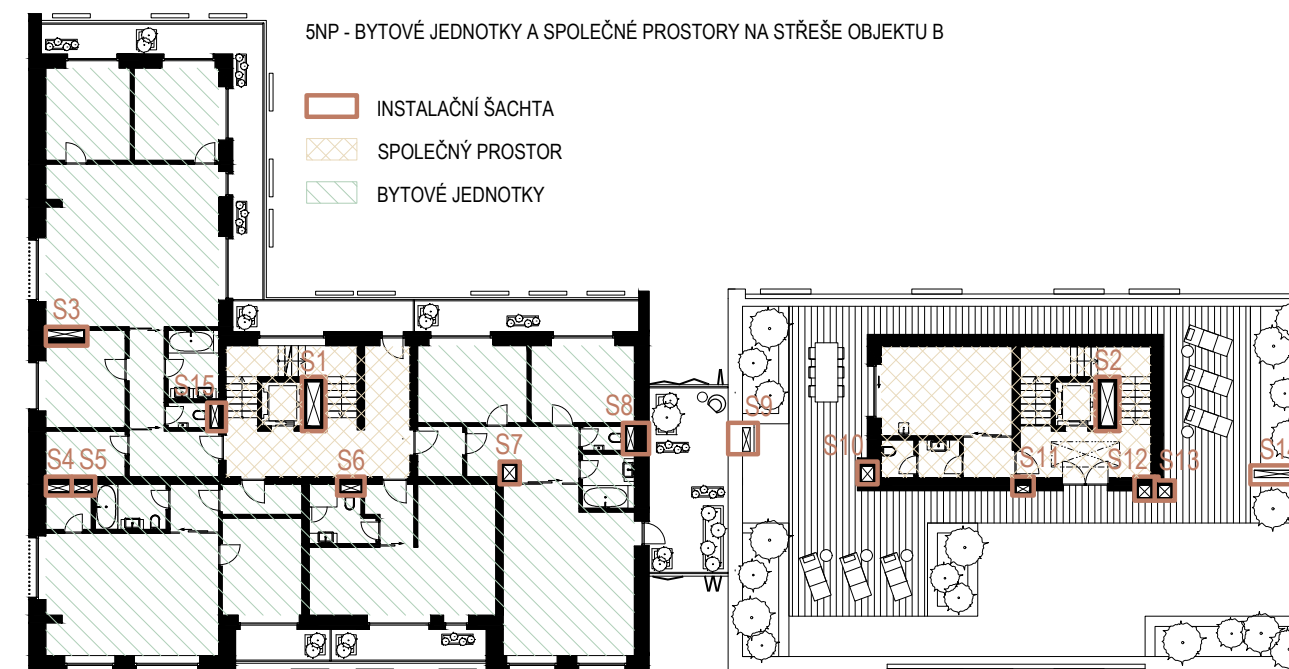 5NP - BYTOVÉ JEDNOTKY A SPOLEČNÉ PROSTORY NA STŘEŠE OBJEKTU B
INSTALAČNÍ ŠACHTA
SPOLEČNÝ PROSTOR
BYTOVÉ JEDNOTKY
S3
S1
S2
S15
S8
S9
S7
S10
S4 S5
S6
S11
S12
S13
S14